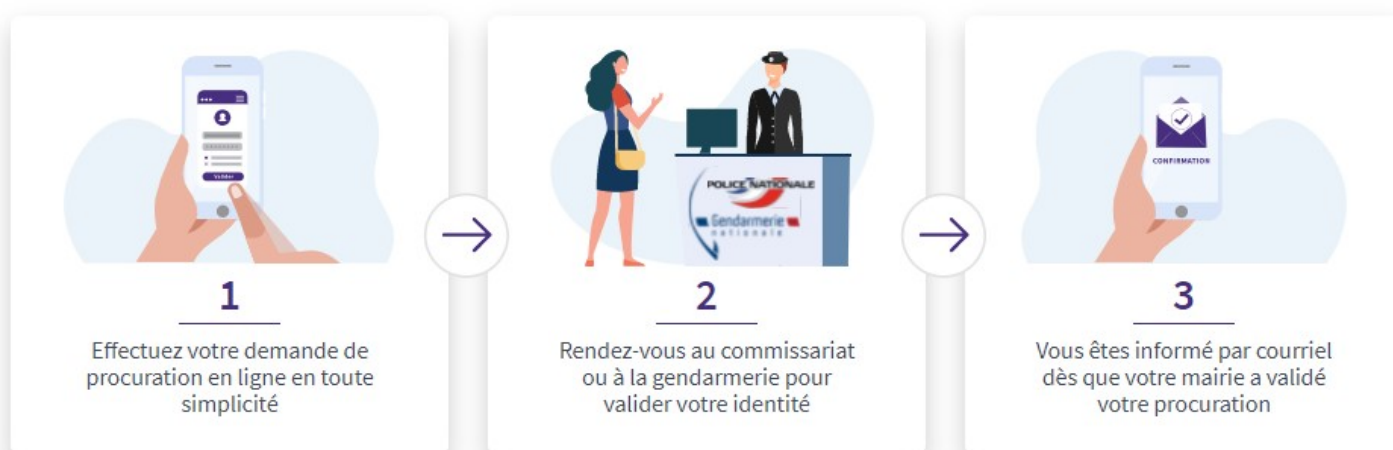 Valider
POLICE NATIONALE
Gendarmerie
nationale
CONFIRMATION
1
Effectuez votre demande de
procuration en ligne en toute
simplicité
2
Rendez-vous au commissariat
ou à la gendarmerie pour
valider votre identité
3
Vous êtes informé par courriel
dès que votre mairie a validé
votre procuration